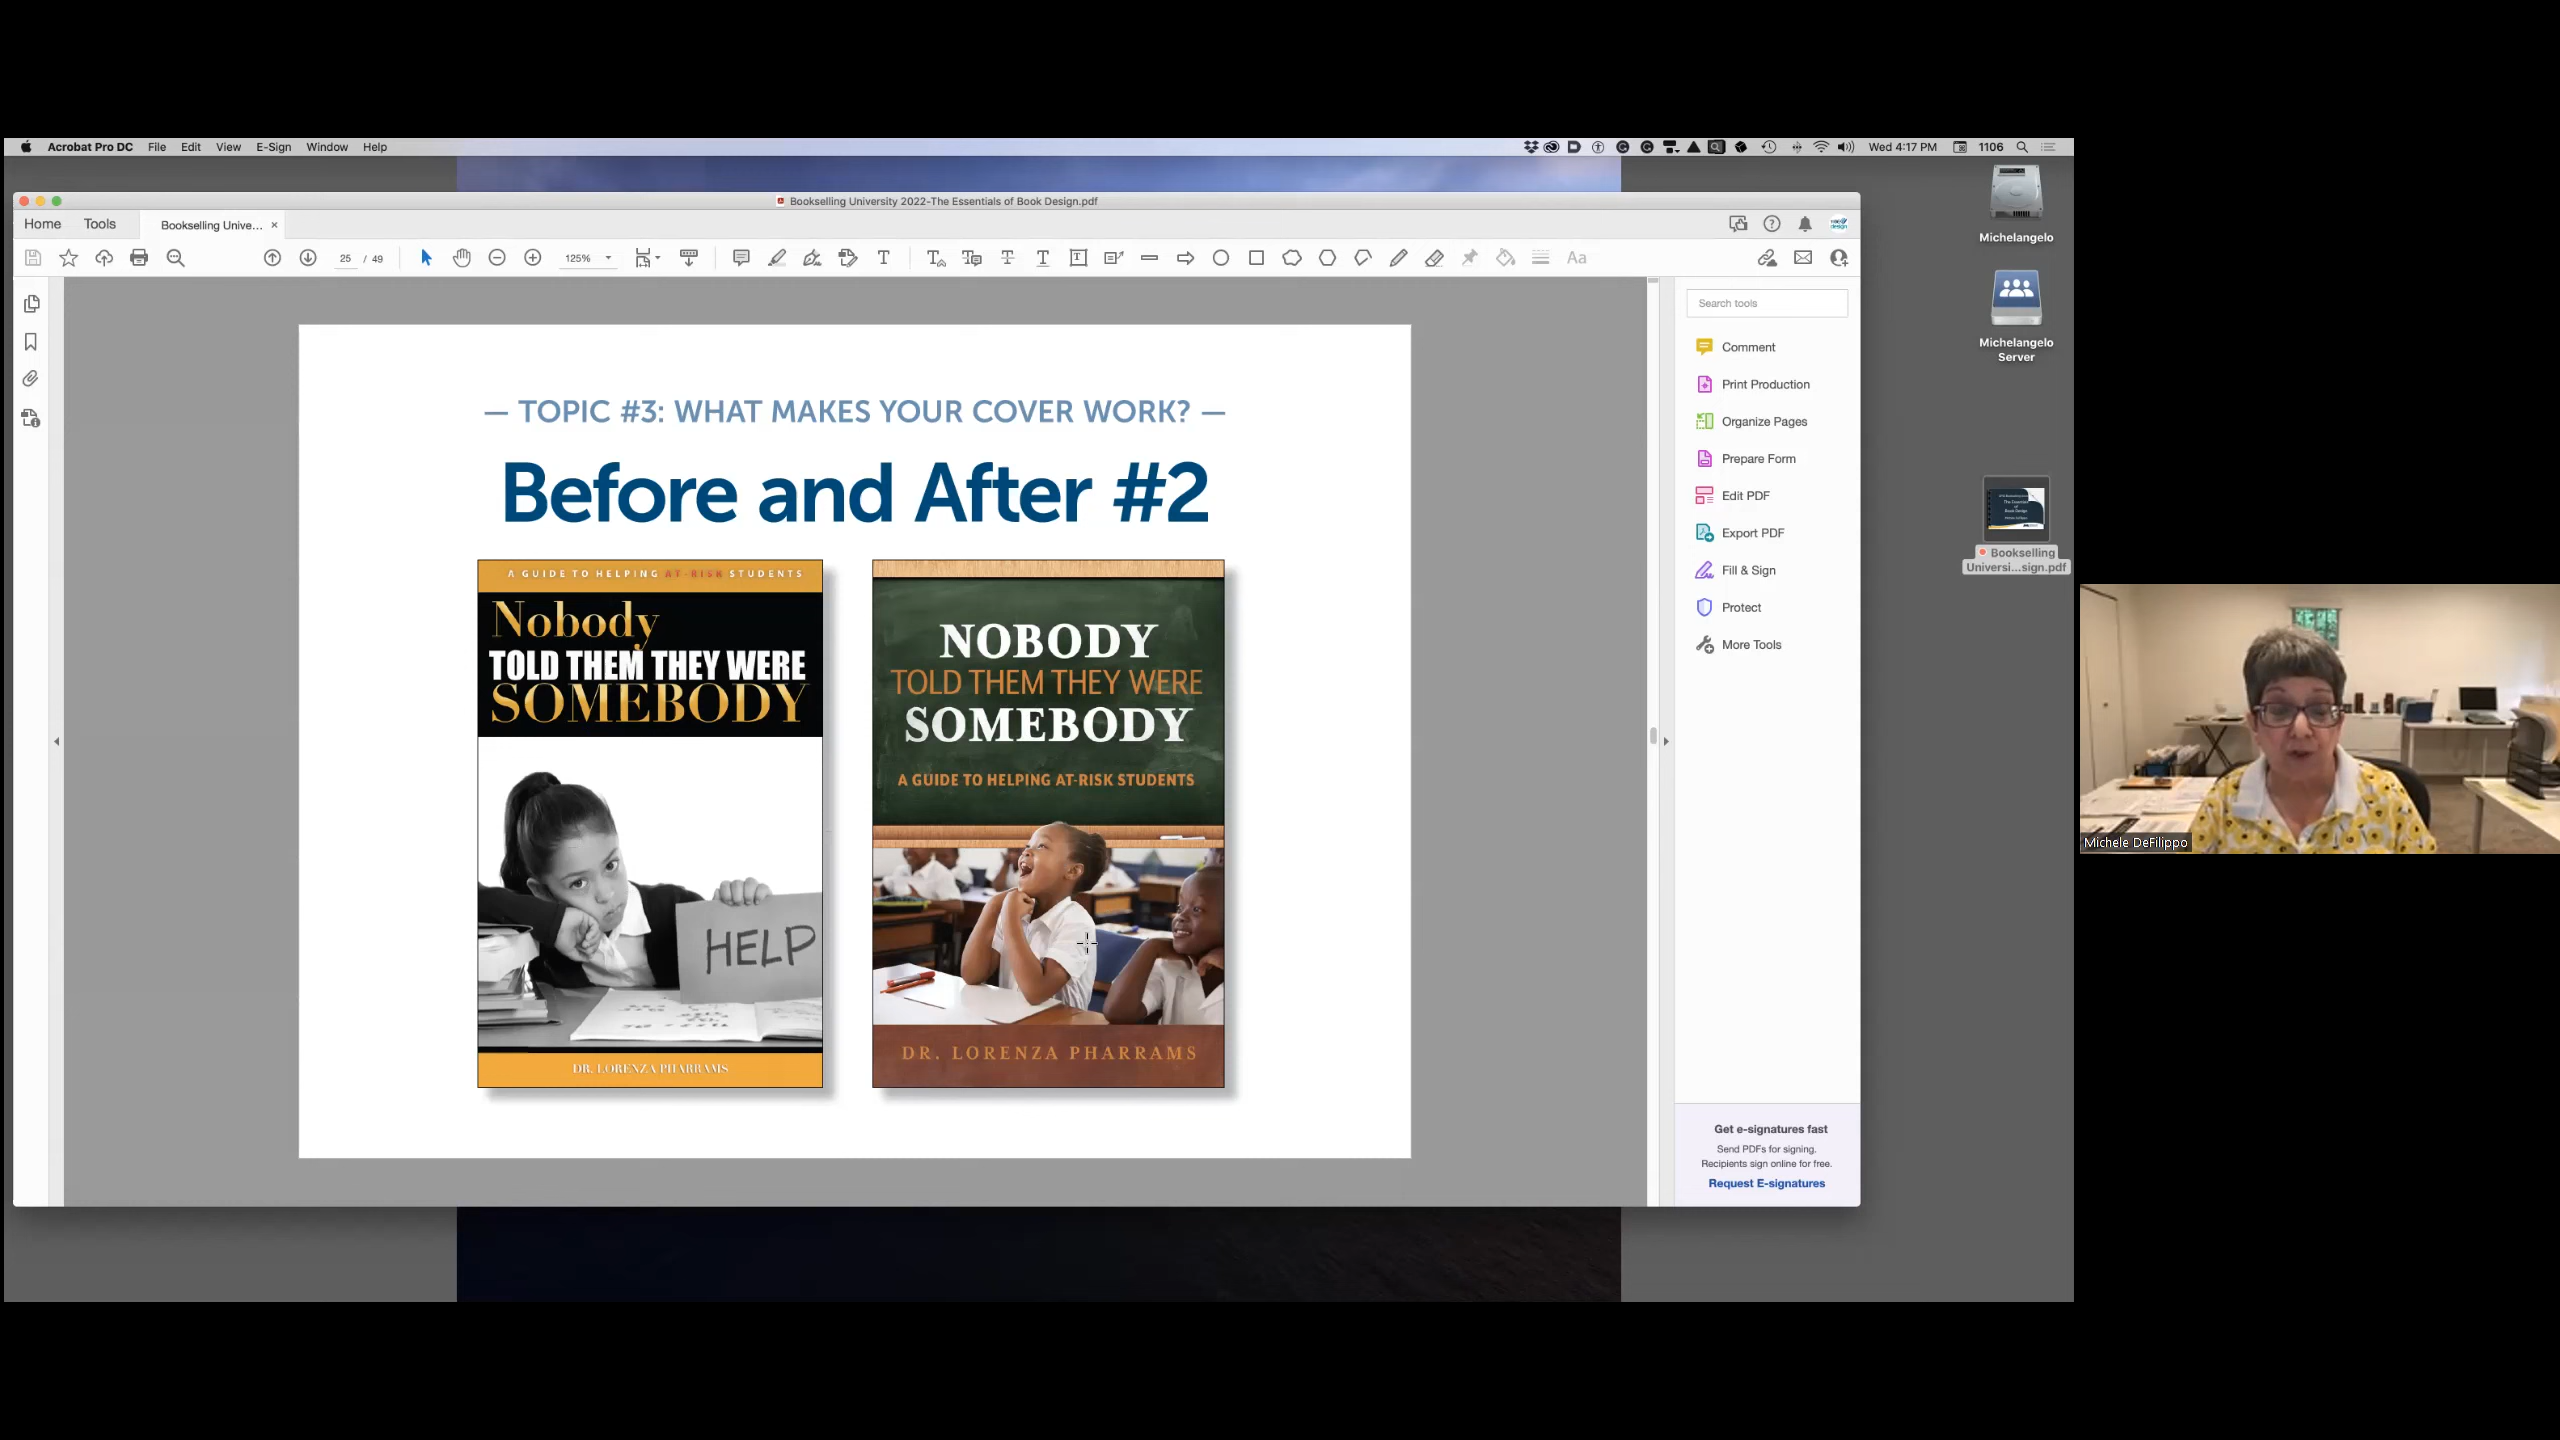 Acrobat Pro DC File Edit View E-Sign Window Help Wed 4:17 PM 1106
Bookselling University 2022-The Essentials of Book Design.pdf
Home Tools Bookselling Unive... ×
25 / 49 125% Aa
Search tools
Comment
Print Production
Organize Pages
Prepare Form
Edit PDF
Export PDF
Fill & Sign
Protect
More Tools
Get e-signatures fast
Send PDFs for signing.
Recipients sign online for free.
Request E-signatures
— TOPIC #3: WHAT MAKES YOUR COVER WORK? —
Before and After #2
A GUIDE TO HELPING AT-RISK STUDENTS
Nobody
TOLD THEM THEY WERE
SOMEBODY
HELP
DR. LORENZA PHARRAMS
NOBODY
TOLD THEM THEY WERE
SOMEBODY
A GUIDE TO HELPING AT-RISK STUDENTS
DR. LORENZA PHARRAMS
Michelangelo
Michelangelo
Server
Bookselling
Universi...sign.pdf
Michele DeFilippo